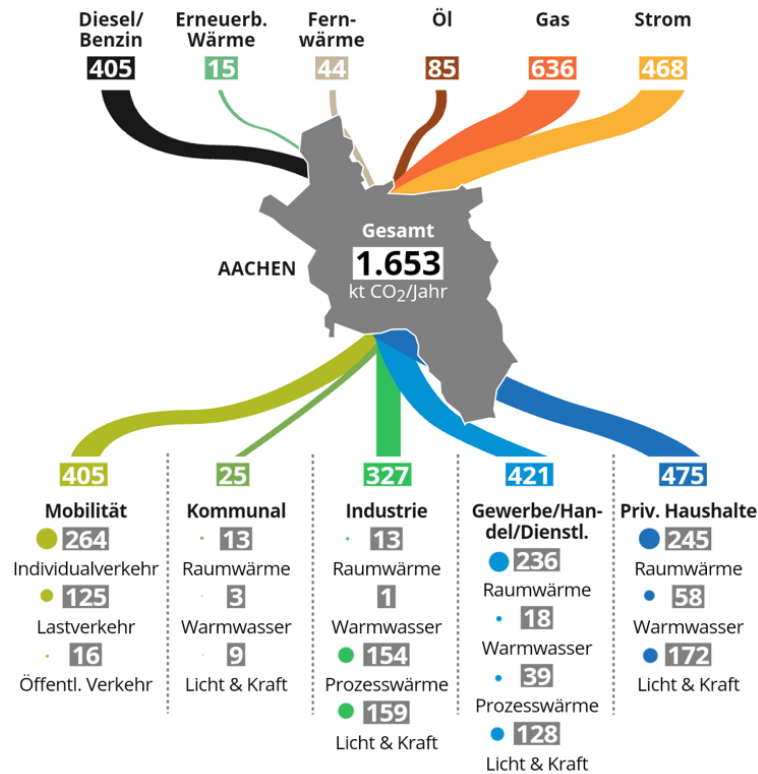 Diesel/
Benzin
405
Erneuerb.
Wärme
15
Fern-
wärme
44
Öl
85
Gas
636
Strom
468
AACHEN
Gesamt
1.653
kt CO₂/Jahr
405
Mobilität
264
Individualverkehr
125
Lastverkehr
16
Öffentl. Verkehr
25
Kommunal
13
Raumwärme
3
Warmwasser
9
Licht & Kraft
327
Industrie
13
Raumwärme
1
Warmwasser
154
Prozesswärme
159
Licht & Kraft
421
Gewerbe/Han-
del/Dienstl.
236
Raumwärme
18
Warmwasser
39
Prozesswärme
128
Licht & Kraft
475
Priv. Haushalte
245
Raumwärme
58
Warmwasser
172
Licht & Kraft